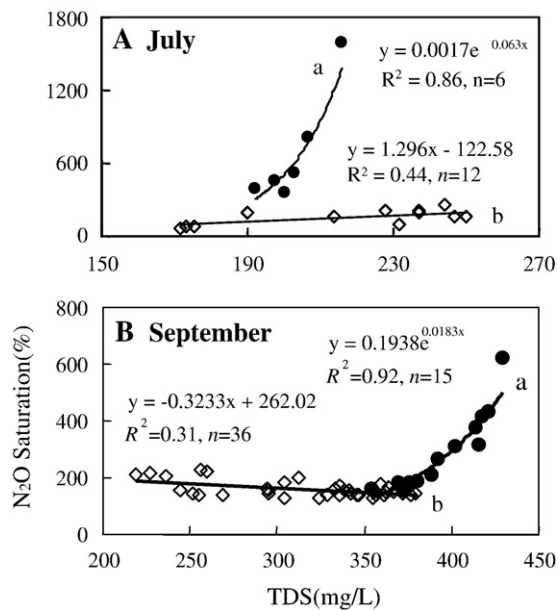 1800
A July
y = 0.0017e 0.063x
a
R2 = 0.86, n=6
1200
y = 1.296x - 122.58
600
R2 = 0.44, n=12
b
0
150 190 230 270
N2O Saturation(%)
800
B September
y = 0.1938e0.0183x
600
R2=0.92, n=15
a
y = -0.3233x + 262.02
400
R2=0.31, n=36
200
b
0
200 250 300 350 400 450
TDS(mg/L)